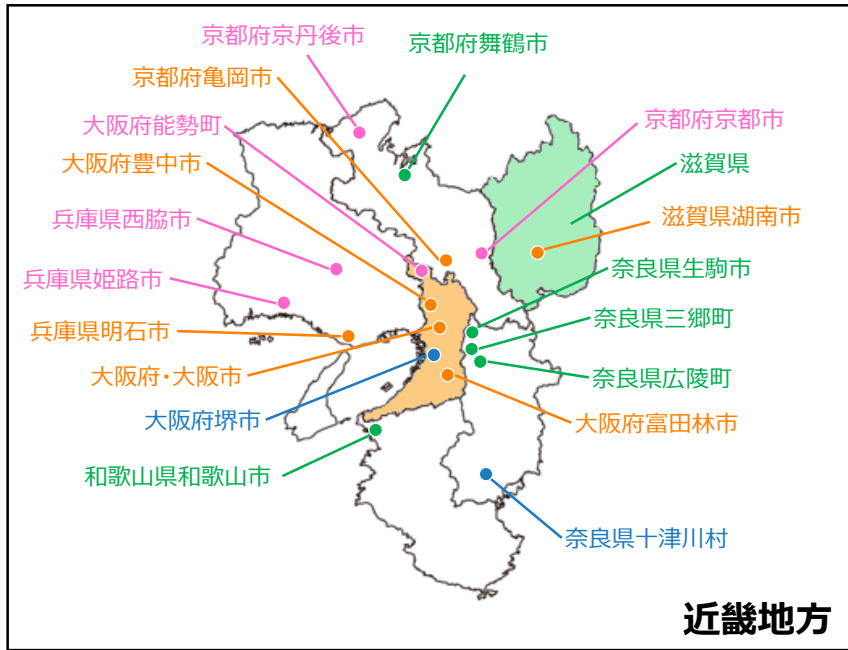 京都府京丹後市
京都府舞鶴市
京都府亀岡市
大阪府能勢町
京都府京都市
大阪府豊中市
滋賀県
兵庫県西脇市
滋賀県湖南市
兵庫県姫路市
奈良県生駒市
兵庫県明石市
奈良県三郷町
大阪府・大阪市
奈良県広陵町
大阪府堺市
大阪府富田林市
和歌山県和歌山市
奈良県十津川村
近畿地方